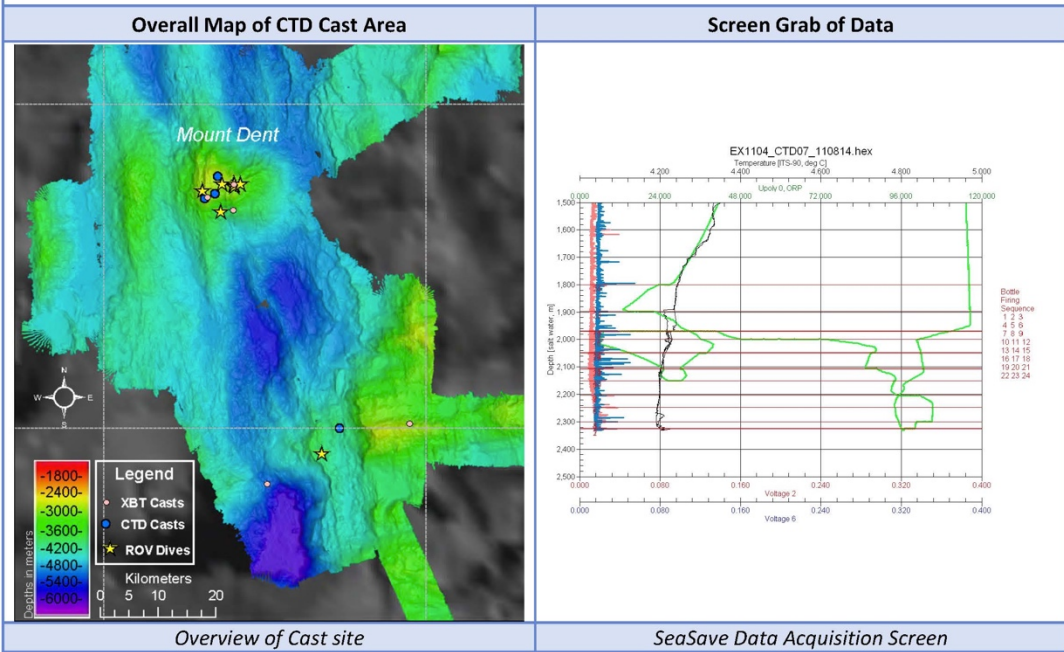 Overall Map of CTD Cast Area
Screen Grab of Data
Mount Dent
N
W E
S
-1800-
-2400-
-3000-
-3600-
-4200-
-4800-
-5400-
-6000-
Depths in meters
Legend
XBT Casts
CTD Casts
ROV Dives
Kilometers
0 5 10 20
EX1104_CTD07_110814.hex
Temperature [ITS-90, deg C]
4.200 4.400 4.600 4.800 5.000
Upoly 0, ORP
0.000 24.000 48.000 72.000 96.000 120.000
1,500
1,600
1,700
1,800
1,900
2,000
2,100
2,200
2,300
2,400
2,500
Depth [salt water, m]
Bottle
Firing
Sequence
1 2 3
4 5 6
7 8 9
10 11 12
13 14 15
16 17 18
19 20 21
22 23 24
0.000 0.080 0.160 0.240 0.320 0.400
Voltage 2
0.000 0.080 0.160 0.240 0.320 0.400
Voltage 6
Overview of Cast site
SeaSave Data Acquisition Screen